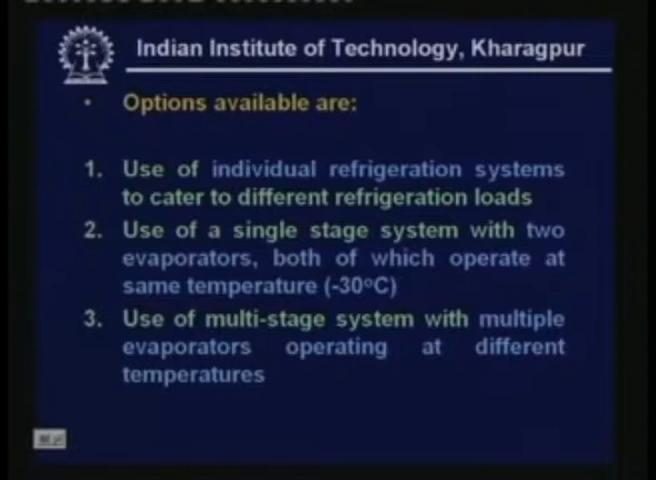 Indian Institute of Technology, Kharagpur
• Options available are:
1. Use of individual refrigeration systems
to cater to different refrigeration loads
2. Use of a single stage system with two
evaporators, both of which operate at
same temperature (-30°C)
3. Use of multi-stage system with multiple
evaporators operating at different
temperatures